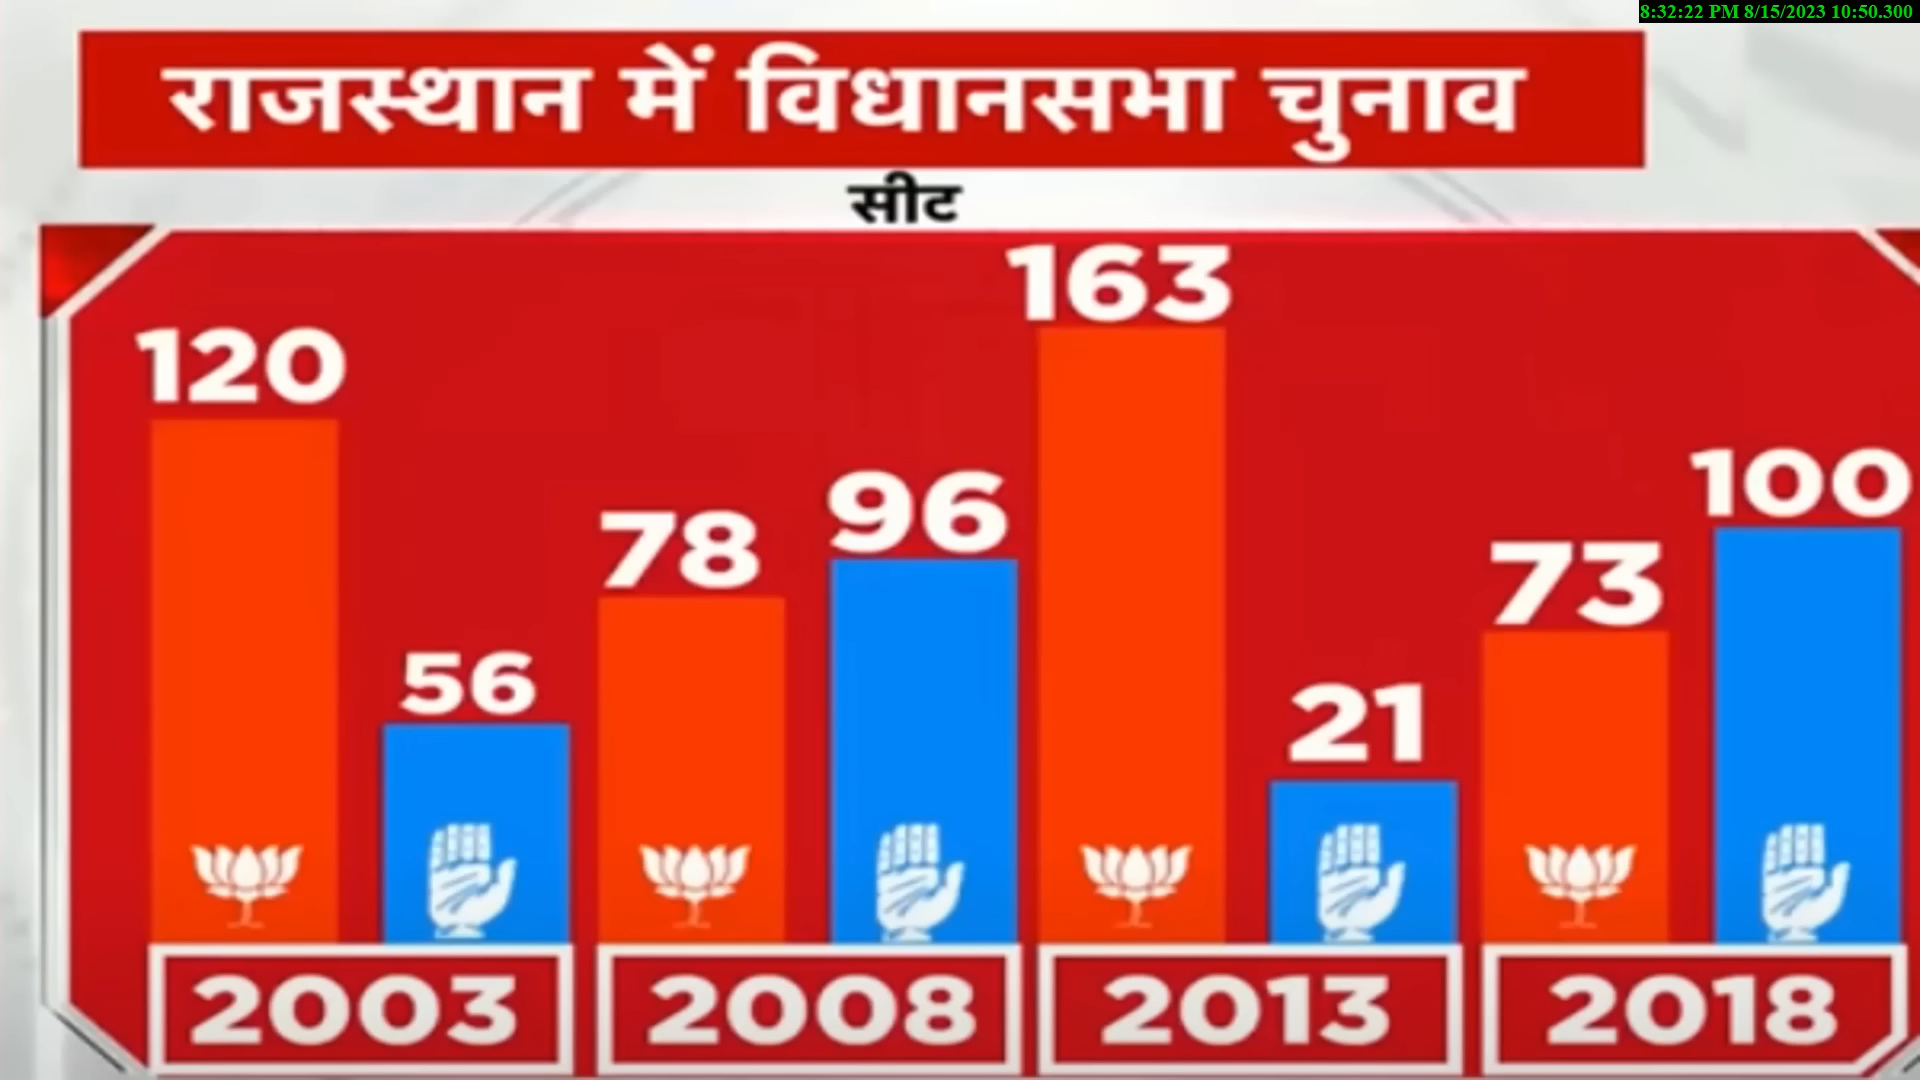 8:32:22 PM 8/15/2023 10:50.300
राजस्थान में विधानसभा चुनाव
सीट
120 56 78 96 163 21 73 100
2003 2008 2013 2018